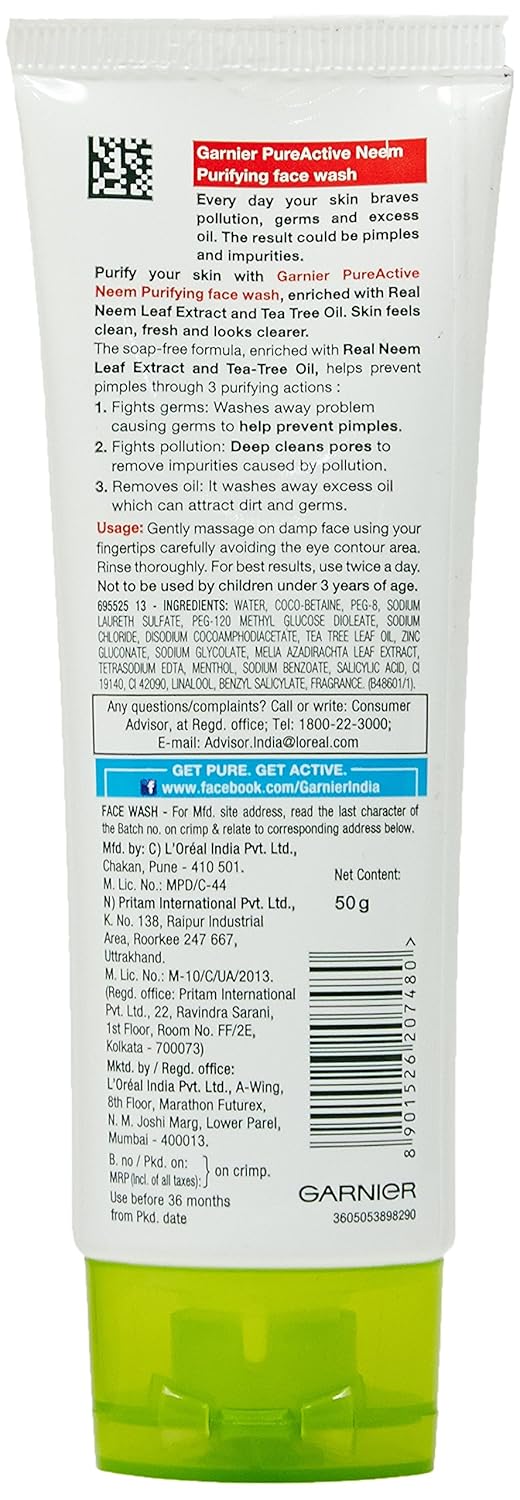 Garnier PureActive Neem
Purifying face wash
Every day your skin braves
pollution, germs and excess
oil. The result could be pimples
and impurities.
Purify your skin with Garnier PureActive
Neem Purifying face wash, enriched with Real
Neem Leaf Extract and Tea Tree Oil. Skin feels
clean, fresh and looks clearer.
The soap-free formula, enriched with Real Neem
Leaf Extract and Tea-Tree Oil, helps prevent
pimples through 3 purifying actions :
1. Fights germs: Washes away problem
causing germs to help prevent pimples.
2. Fights pollution: Deep cleans pores to
remove impurities caused by pollution.
3. Removes oil: It washes away excess oil
which can attract dirt and germs.
Usage: Gently massage on damp face using your
fingertips carefully avoiding the eye contour area.
Rinse thoroughly. For best results, use twice a day.
Not to be used by children under 3 years of age.
695525 13 - INGREDIENTS: WATER, COCO-BETAINE, PEG-8, SODIUM
LAURETH SULFATE, PEG-120 METHYL GLUCOSE DIOLEATE, SODIUM
CHLORIDE, DISODIUM COCOAMPHODIACETATE, TEA TREE LEAF OIL, ZINC
GLUCONATE, SODIUM GLYCOLATE, MELIA AZADIRACHTA LEAF EXTRACT,
TETRASODIUM EDTA, MENTHOL, SODIUM BENZOATE, SALICYLIC ACID, CI
19140, CI 42090, LINALOOL, BENZYL SALICYLATE, FRAGRANCE. (B48601/1).
Any questions/complaints? Call or write: Consumer
Advisor, at Regd. office; Tel: 1800-22-3000;
E-mail: Advisor.India@loreal.com
GET PURE. GET ACTIVE.
f www.facebook.com/GarnierIndia
FACE WASH - For Mfd. site address, read the last character of
the Batch no. on crimp & relate to corresponding address below.
Mfd. by: C) L'Oréal India Pvt. Ltd.,
Chakan, Pune - 410 501.
M. Lic. No.: MPD/C-44
N) Pritam International Pvt. Ltd.,
K. No. 138, Raipur Industrial
Area, Roorkee 247 667,
Uttrakhand.
M. Lic. No.: M-10/C/UA/2013.
(Regd. office: Pritam International
Pvt. Ltd., 22, Ravindra Sarani,
1st Floor, Room No. FF/2E,
Kolkata - 700073)
Mktd. by / Regd. office:
L'Oréal India Pvt. Ltd., A-Wing,
8th Floor, Marathon Futurex,
N. M. Joshi Marg, Lower Parel,
Mumbai - 400013.
B. no / Pkd. on:
MRP (Incl. of all taxes): } on crimp.
Use before 36 months
from Pkd. date
Net Content:
50 g
8 901526 207480 >
GARNIER
3605053898290